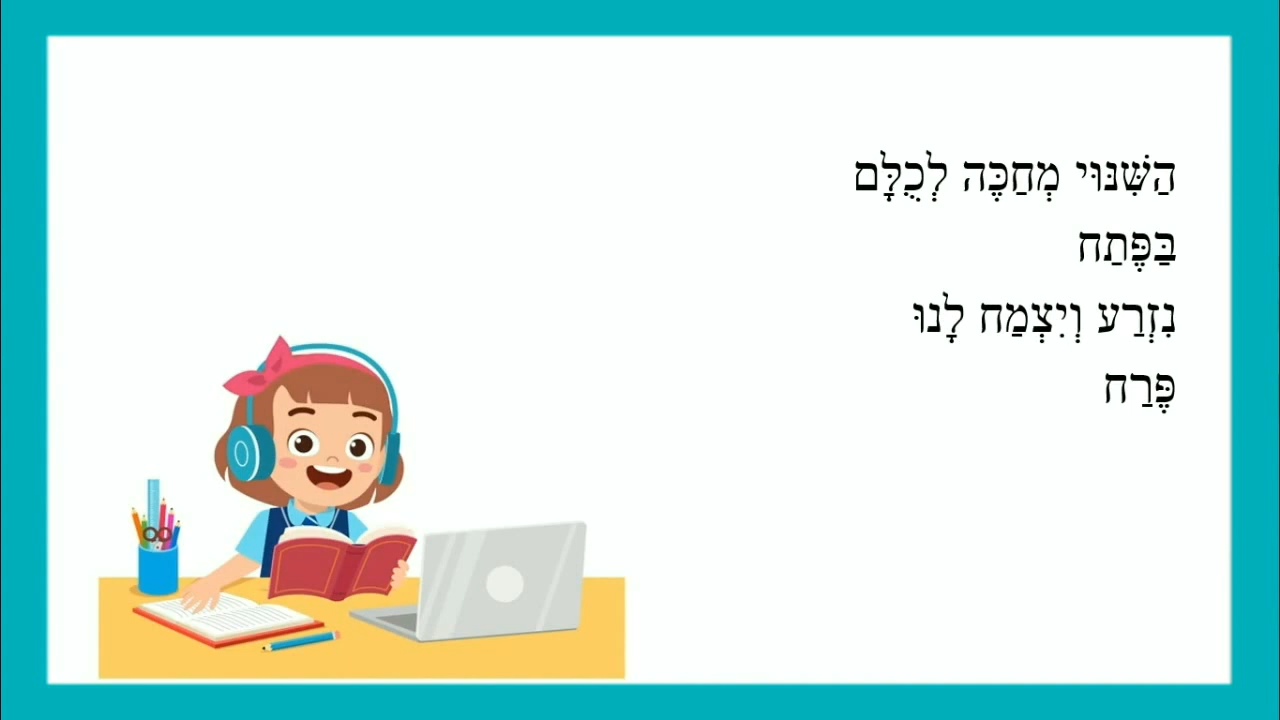 הַשִּׁנּוּי מְחַכֶּה לְכֻלָּם
בַּפֶּתַח
נִזְרַע וְיִצְמַח לָנוּ
פֶּרַח